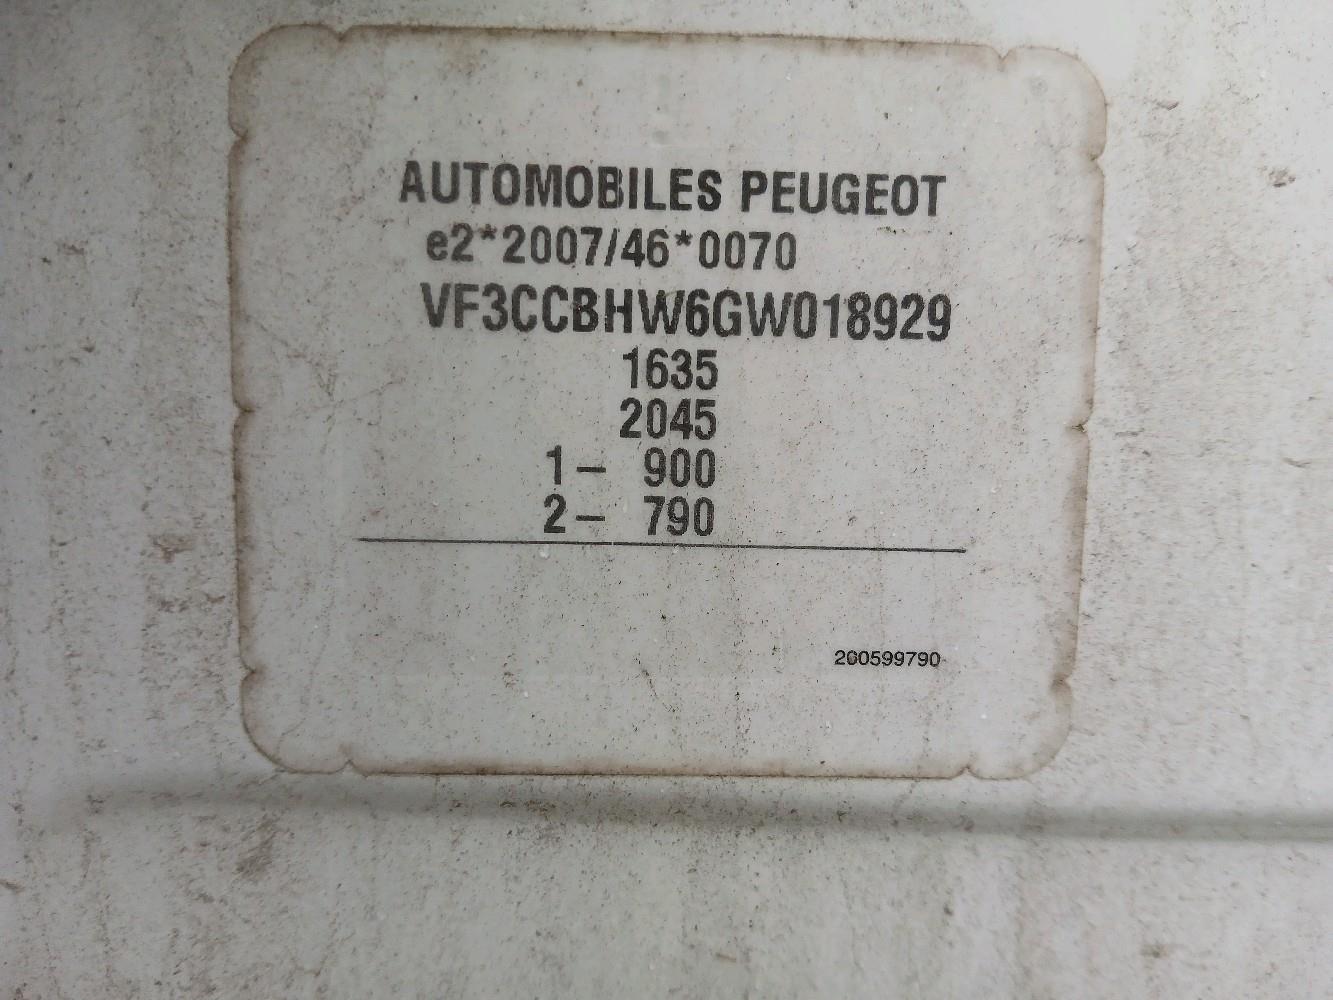 AUTOMOBILES PEUGEOT
e2*2007/46*0070
VF3CCBHW6GW018929
1635
2045
1- 900
2- 790
200599790